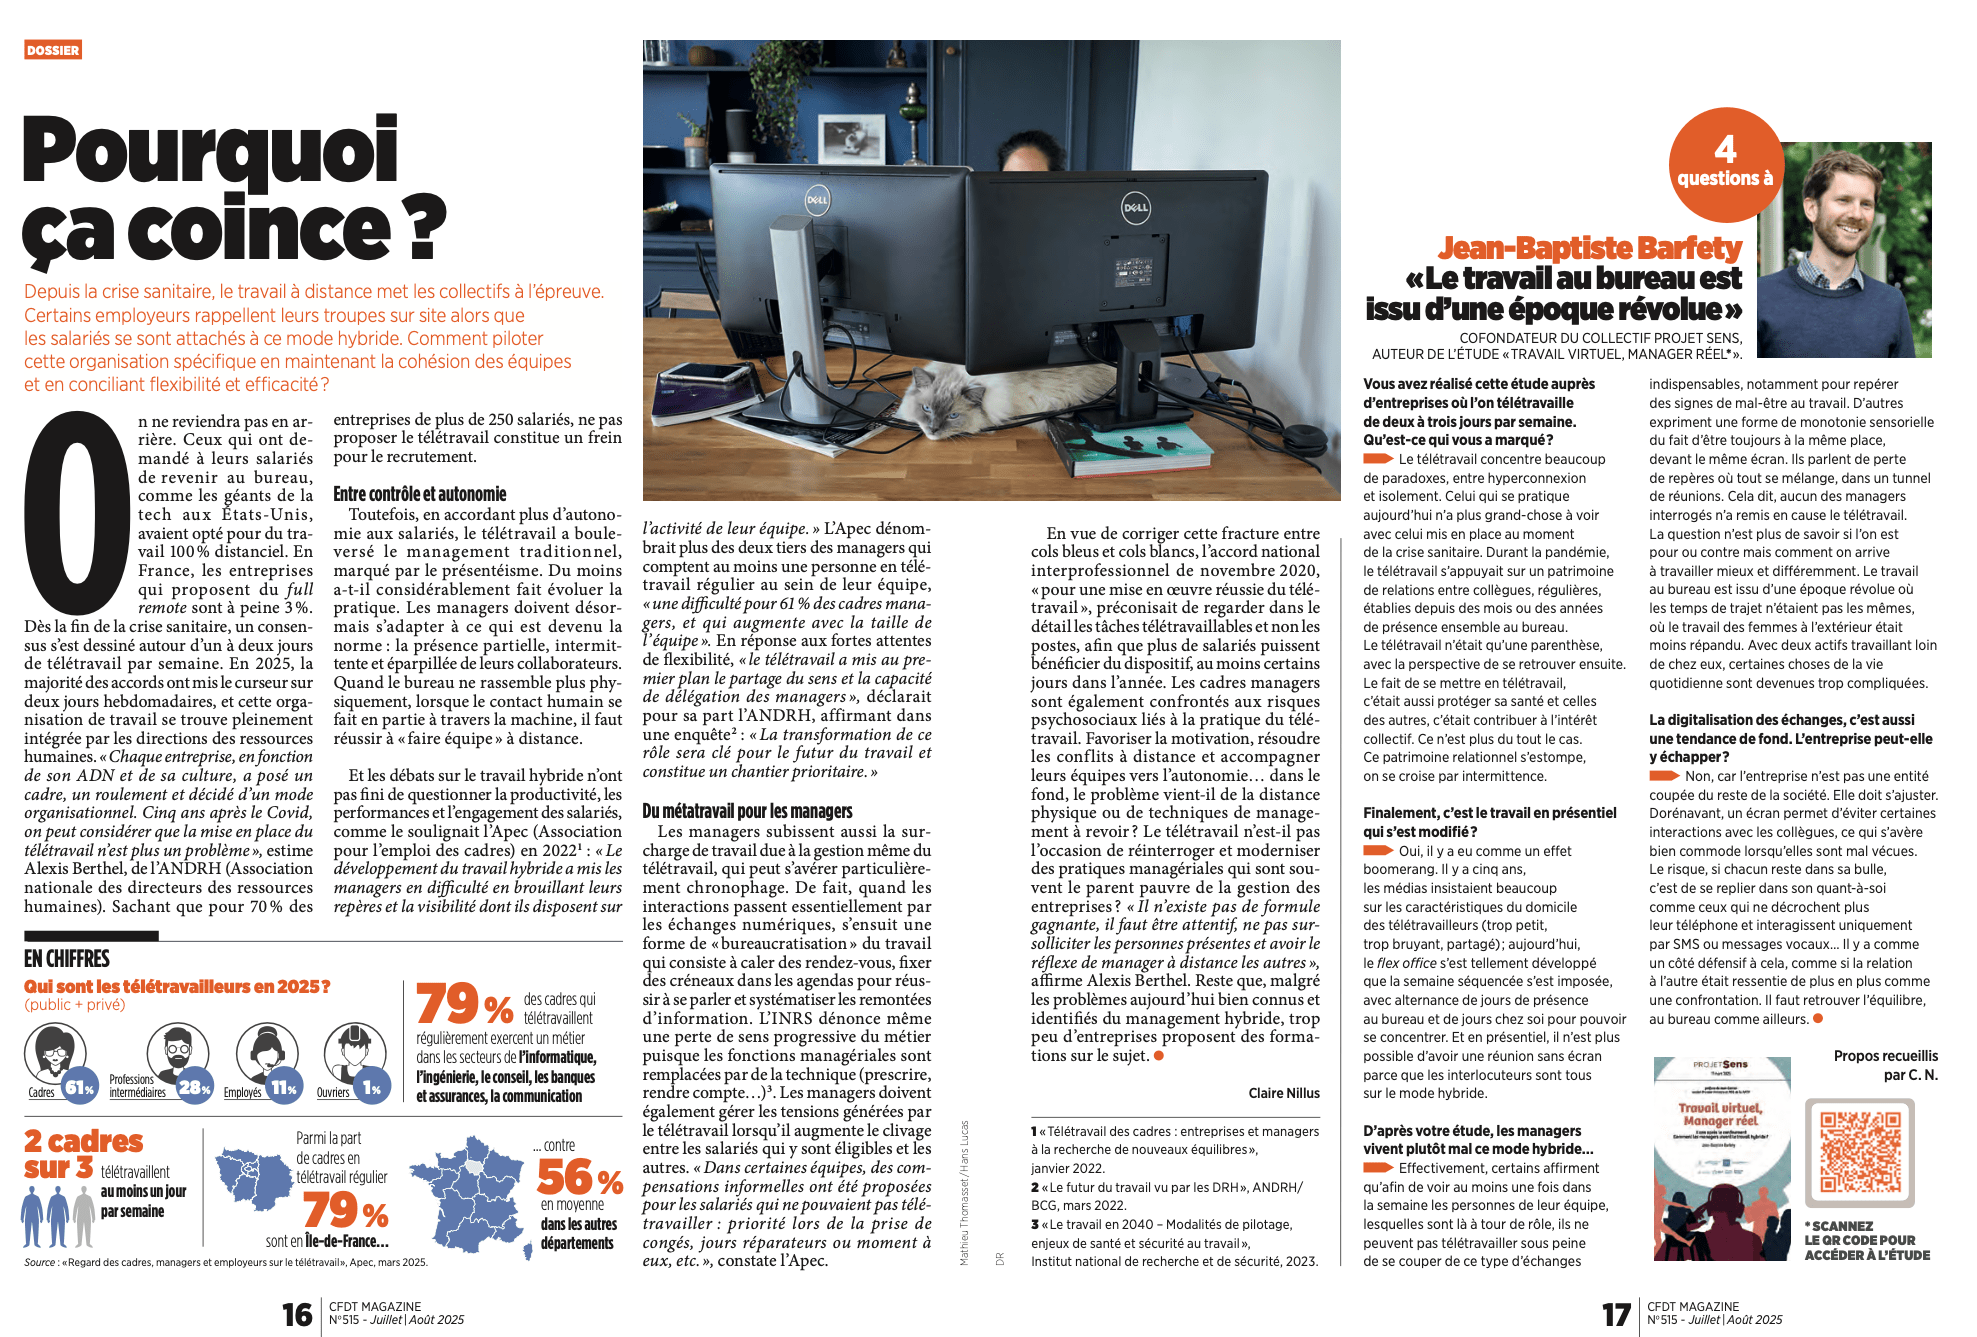 DOSSIER
Pourquoi
ça coince ?
Depuis la crise sanitaire, le travail à distance met les collectifs à l'épreuve.
Certains employeurs rappellent leurs troupes sur site alors que
les salariés se sont attachés à ce mode hybride. Comment piloter
cette organisation spécifique en maintenant la cohésion des équipes
et en conciliant flexibilité et efficacité ?
On ne reviendra pas en ar-
rière. Ceux qui ont de-
mandé à leurs salariés
de revenir au bureau,
comme les géants de la
tech aux États-Unis,
avaient opté pour du tra-
vail 100 % distanciel. En
France, les entreprises
qui proposent du full
remote sont à peine 3 %.
Dès la fin de la crise sanitaire, un consen-
sus s'est dessiné autour d'un à deux jours
de télétravail par semaine. En 2025, la
majorité des accords ont mis le curseur sur
deux jours hebdomadaires, et cette orga-
nisation de travail se trouve pleinement
intégrée par les directions des ressources
humaines. « Chaque entreprise, en fonction
de son ADN et de sa culture, a posé un
cadre, un roulement et décidé d'un mode
organisationnel. Cinq ans après le Covid,
on peut considérer que la mise en place du
télétravail n'est plus un problème », estime
Alexis Berthel, de l'ANDRH (Association
nationale des directeurs des ressources
humaines). Sachant que pour 70 % des
entreprises de plus de 250 salariés, ne pas
proposer le télétravail constitue un frein
pour le recrutement.
Entre contrôle et autonomie
Toutefois, en accordant plus d'autono-
mie aux salariés, le télétravail a boule-
versé le management traditionnel,
marqué par le présentéisme. Du moins
a-t-il considérablement fait évoluer la
pratique. Les managers doivent désor-
mais s'adapter à ce qui est devenu la
norme : la présence partielle, intermit-
tente et éparpillée de leurs collaborateurs.
Quand le bureau ne rassemble plus phy-
siquement, lorsque le contact humain se
fait en partie à travers la machine, il faut
réussir à « faire équipe » à distance.
Et les débats sur le travail hybride n'ont
pas fini de questionner la productivité, les
performances et l'engagement des salariés,
comme le soulignait l'Apec (Association
pour l'emploi des cadres) en 2022¹ : « Le
développement du travail hybride a mis les
managers en difficulté en brouillant leurs
repères et la visibilité dont ils disposent sur
EN CHIFFRES
Qui sont les télétravailleurs en 2025 ?
(public + privé)
Cadres 61 %
Professions
intermédiaires 28 %
Employés 11 %
Ouvriers 1 %
79 % des cadres qui
télétravaillent
régulièrement exercent un métier
dans les secteurs de l'informatique,
l'ingénierie, le conseil, les banques
et assurances, la communication
2 cadres
sur 3 télétravaillent
au moins un jour
par semaine
Parmi la part
de cadres en
télétravail régulier
79 %
sont en Île-de-France...
... contre
56 %
en moyenne
dans les autres
départements
Source : « Regard des cadres, managers et employeurs sur le télétravail », Apec, mars 2025.
16
CFDT MAGAZINE
N°515 - Juillet | Août 2025
DELL
DELL
l'activité de leur équipe. » L'Apec dénom-
brait plus des deux tiers des managers qui
comptent au moins une personne en télé-
travail régulier au sein de leur équipe,
« une difficulté pour 61 % des cadres mana-
gers, et qui augmente avec la taille de
l'équipe ». En réponse aux fortes attentes
de flexibilité, « le télétravail a mis au pre-
mier plan le partage du sens et la capacité
de délégation des managers », déclarait
pour sa part l'ANDRH, affirmant dans
une enquête² : « La transformation de ce
rôle sera clé pour le futur du travail et
constitue un chantier prioritaire. »
Du métatravail pour les managers
Les managers subissent aussi la sur-
charge de travail due à la gestion même du
télétravail, qui peut s'avérer particulière-
ment chronophage. De fait, quand les
interactions passent essentiellement par
les échanges numériques, s'ensuit une
forme de « bureaucratisation » du travail
qui consiste à caler des rendez-vous, fixer
des créneaux dans les agendas pour réus-
sir à se parler et systématiser les remontées
d'information. L'INRS dénonce même
une perte de sens progressive du métier
puisque les fonctions managériales sont
remplacées par de la technique (prescrire,
rendre compte…)³. Les managers doivent
également gérer les tensions générées par
le télétravail lorsqu'il augmente le clivage
entre les salariés qui y sont éligibles et les
autres. « Dans certaines équipes, des com-
pensations informelles ont été proposées
pour les salariés qui ne pouvaient pas télé-
travailler : priorité lors de la prise de
congés, jours réparateurs ou moment à
eux, etc. », constate l'Apec.
Mathieu Thomasset/Hans Lucas
DR
En vue de corriger cette fracture entre
cols bleus et cols blancs, l'accord national
interprofessionnel de novembre 2020,
« pour une mise en œuvre réussie du télé-
travail », préconisait de regarder dans le
détail les tâches télétravaillables et non les
postes, afin que plus de salariés puissent
bénéficier du dispositif, au moins certains
jours dans l'année. Les cadres managers
sont également confrontés aux risques
psychosociaux liés à la pratique du télé-
travail. Favoriser la motivation, résoudre
les conflits à distance et accompagner
leurs équipes vers l'autonomie… dans le
fond, le problème vient-il de la distance
physique ou de techniques de manage-
ment à revoir ? Le télétravail n'est-il pas
l'occasion de réinterroger et moderniser
des pratiques managériales qui sont sou-
vent le parent pauvre de la gestion des
entreprises ? « Il n'existe pas de formule
gagnante, il faut être attentif, ne pas sur-
solliciter les personnes présentes et avoir le
réflexe de manager à distance les autres »,
affirme Alexis Berthel. Reste que, malgré
les problèmes aujourd'hui bien connus et
identifiés du management hybride, trop
peu d'entreprises proposent des forma-
tions sur le sujet.
Claire Nillus
1 « Télétravail des cadres : entreprises et managers
à la recherche de nouveaux équilibres »,
janvier 2022.
2 « Le futur du travail vu par les DRH », ANDRH/
BCG, mars 2022.
3 « Le travail en 2040 – Modalités de pilotage,
enjeux de santé et sécurité au travail »,
Institut national de recherche et de sécurité, 2023.
4
questions à
Jean-Baptiste Barfety
« Le travail au bureau est
issu d'une époque révolue »
COFONDATEUR DU COLLECTIF PROJET SENS,
AUTEUR DE L'ÉTUDE « TRAVAIL VIRTUEL, MANAGER RÉEL* ».
Vous avez réalisé cette étude auprès
d'entreprises où l'on télétravaille
de deux à trois jours par semaine.
Qu'est-ce qui vous a marqué ?
Le télétravail concentre beaucoup
de paradoxes, entre hyperconnexion
et isolement. Celui qui se pratique
aujourd'hui n'a plus grand-chose à voir
avec celui mis en place au moment
de la crise sanitaire. Durant la pandémie,
le télétravail s'appuyait sur un patrimoine
de relations entre collègues, régulières,
établies depuis des mois ou des années
de présence ensemble au bureau.
Le télétravail n'était qu'une parenthèse,
avec la perspective de se retrouver ensuite.
Le fait de se mettre en télétravail,
c'était aussi protéger sa santé et celles
des autres, c'était contribuer à l'intérêt
collectif. Ce n'est plus du tout le cas.
Ce patrimoine relationnel s'estompe,
on se croise par intermittence.
Finalement, c'est le travail en présentiel
qui s'est modifié ?
Oui, il y a eu comme un effet
boomerang. Il y a cinq ans,
les médias insistaient beaucoup
sur les caractéristiques du domicile
des télétravailleurs (trop petit,
trop bruyant, partagé) ; aujourd'hui,
le flex office s'est tellement développé
que la semaine séquencée s'est imposée,
avec alternance de jours de présence
au bureau et de jours chez soi pour pouvoir
se concentrer. Et en présentiel, il n'est plus
possible d'avoir une réunion sans écran
parce que les interlocuteurs sont tous
sur le mode hybride.
D'après votre étude, les managers
vivent plutôt mal ce mode hybride…
Effectivement, certains affirment
qu'afin de voir au moins une fois dans
la semaine les personnes de leur équipe,
lesquelles sont là à tour de rôle, ils ne
peuvent pas télétravailler sous peine
de se couper de ce type d'échanges
indispensables, notamment pour repérer
des signes de mal-être au travail. D'autres
expriment une forme de monotonie sensorielle
du fait d'être toujours à la même place,
devant le même écran. Ils parlent de perte
de repères où tout se mélange, dans un tunnel
de réunions. Cela dit, aucun des managers
interrogés n'a remis en cause le télétravail.
La question n'est plus de savoir si l'on est
pour ou contre mais comment on arrive
à travailler mieux et différemment. Le travail
au bureau est issu d'une époque révolue où
les temps de trajet n'étaient pas les mêmes,
où le travail des femmes à l'extérieur était
moins répandu. Avec deux actifs travaillant loin
de chez eux, certaines choses de la vie
quotidienne sont devenues trop compliquées.
La digitalisation des échanges, c'est aussi
une tendance de fond. L'entreprise peut-elle
y échapper ?
Non, car l'entreprise n'est pas une entité
coupée du reste de la société. Elle doit s'ajuster.
Dorénavant, un écran permet d'éviter certaines
interactions avec les collègues, ce qui s'avère
bien commode lorsqu'elles sont mal vécues.
Le risque, si chacun reste dans sa bulle,
c'est de se replier dans son quant-à-soi
comme ceux qui ne décrochent plus
leur téléphone et interagissent uniquement
par SMS ou messages vocaux… Il y a comme
un côté défensif à cela, comme si la relation
à l'autre était ressentie de plus en plus comme
une confrontation. Il faut retrouver l'équilibre,
au bureau comme ailleurs.
Propos recueillis
par C. N.
PROJET Sens
Travail virtuel,
Manager réel
* SCANNEZ
LE QR CODE POUR
ACCÉDER À L'ÉTUDE
17
CFDT MAGAZINE
N°515 - Juillet | Août 2025